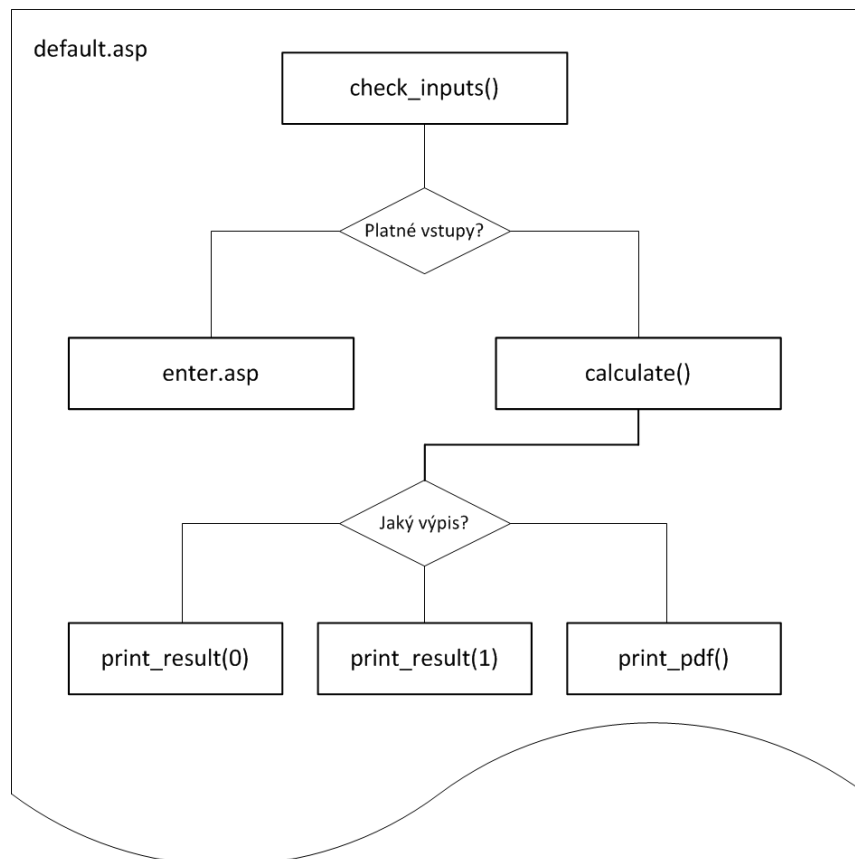 default.asp
check_inputs()
Platné vstupy?
enter.asp
calculate()
Jaký výpis?
print_result(0)
print_result(1)
print_pdf()